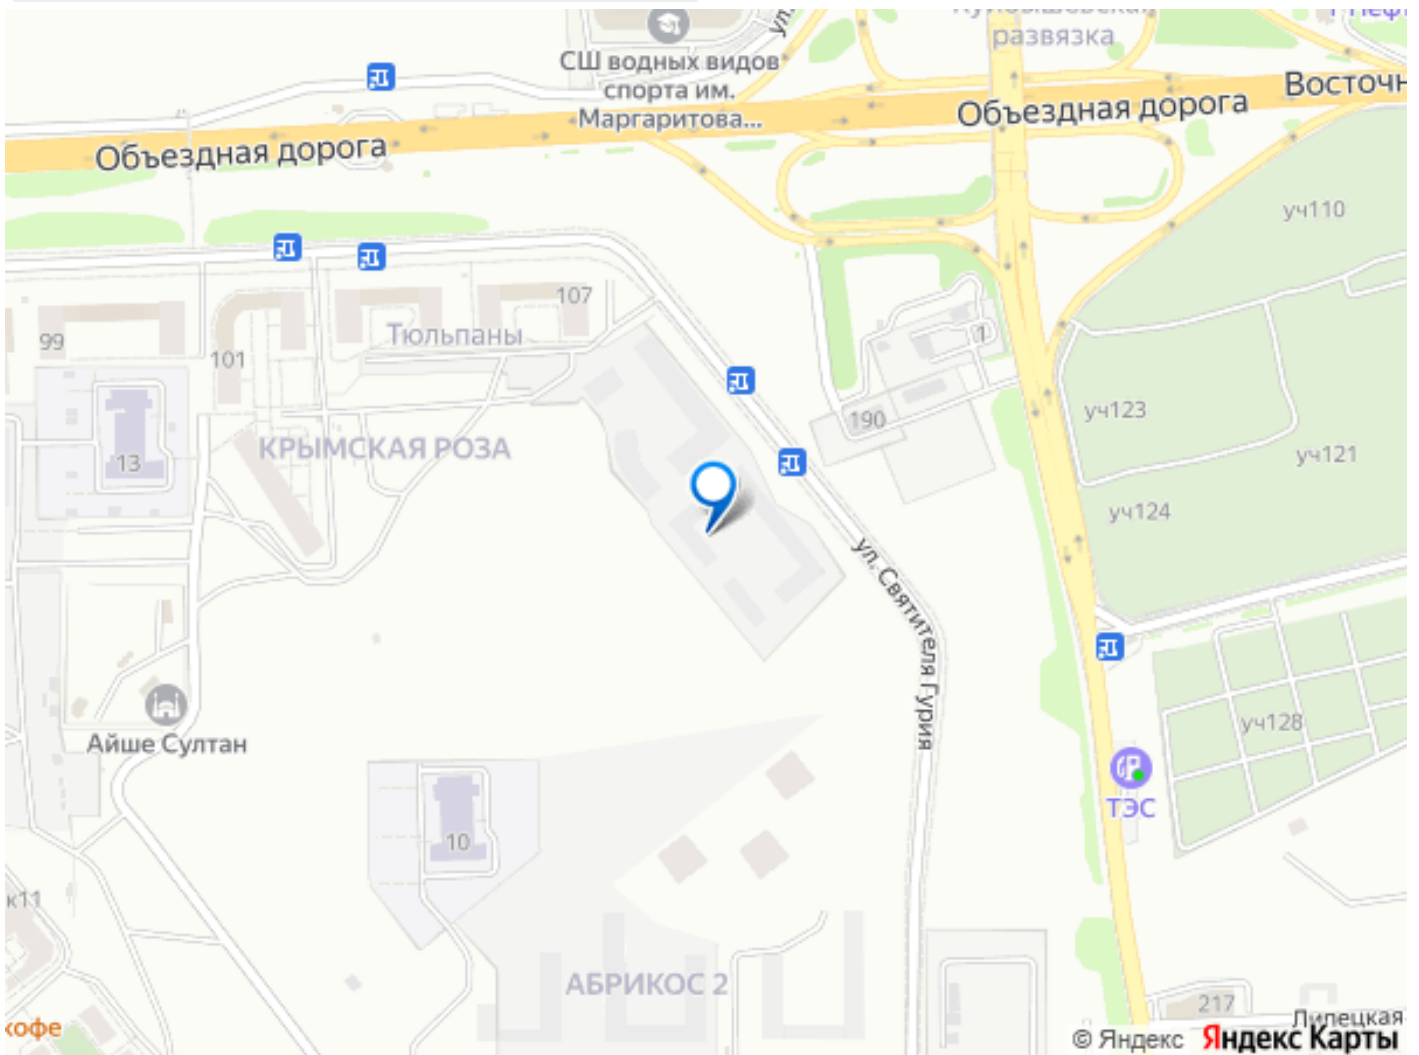 развязка
СШ водных видов
спорта им.
Маргаритова...
Объездная дорога
Восточн
Объездная дорога
уч110
107
Тюльпаны
99
101
1
190
уч123
КРЫМСКАЯ РОЗА
13
уч121
уч124
ул. Святителя Гурия
Айше Султан
уч128
ТЭС
10
к11
АБРИКОС 2
217
Липецкая
кофе
© Яндекс Яндекс Карты